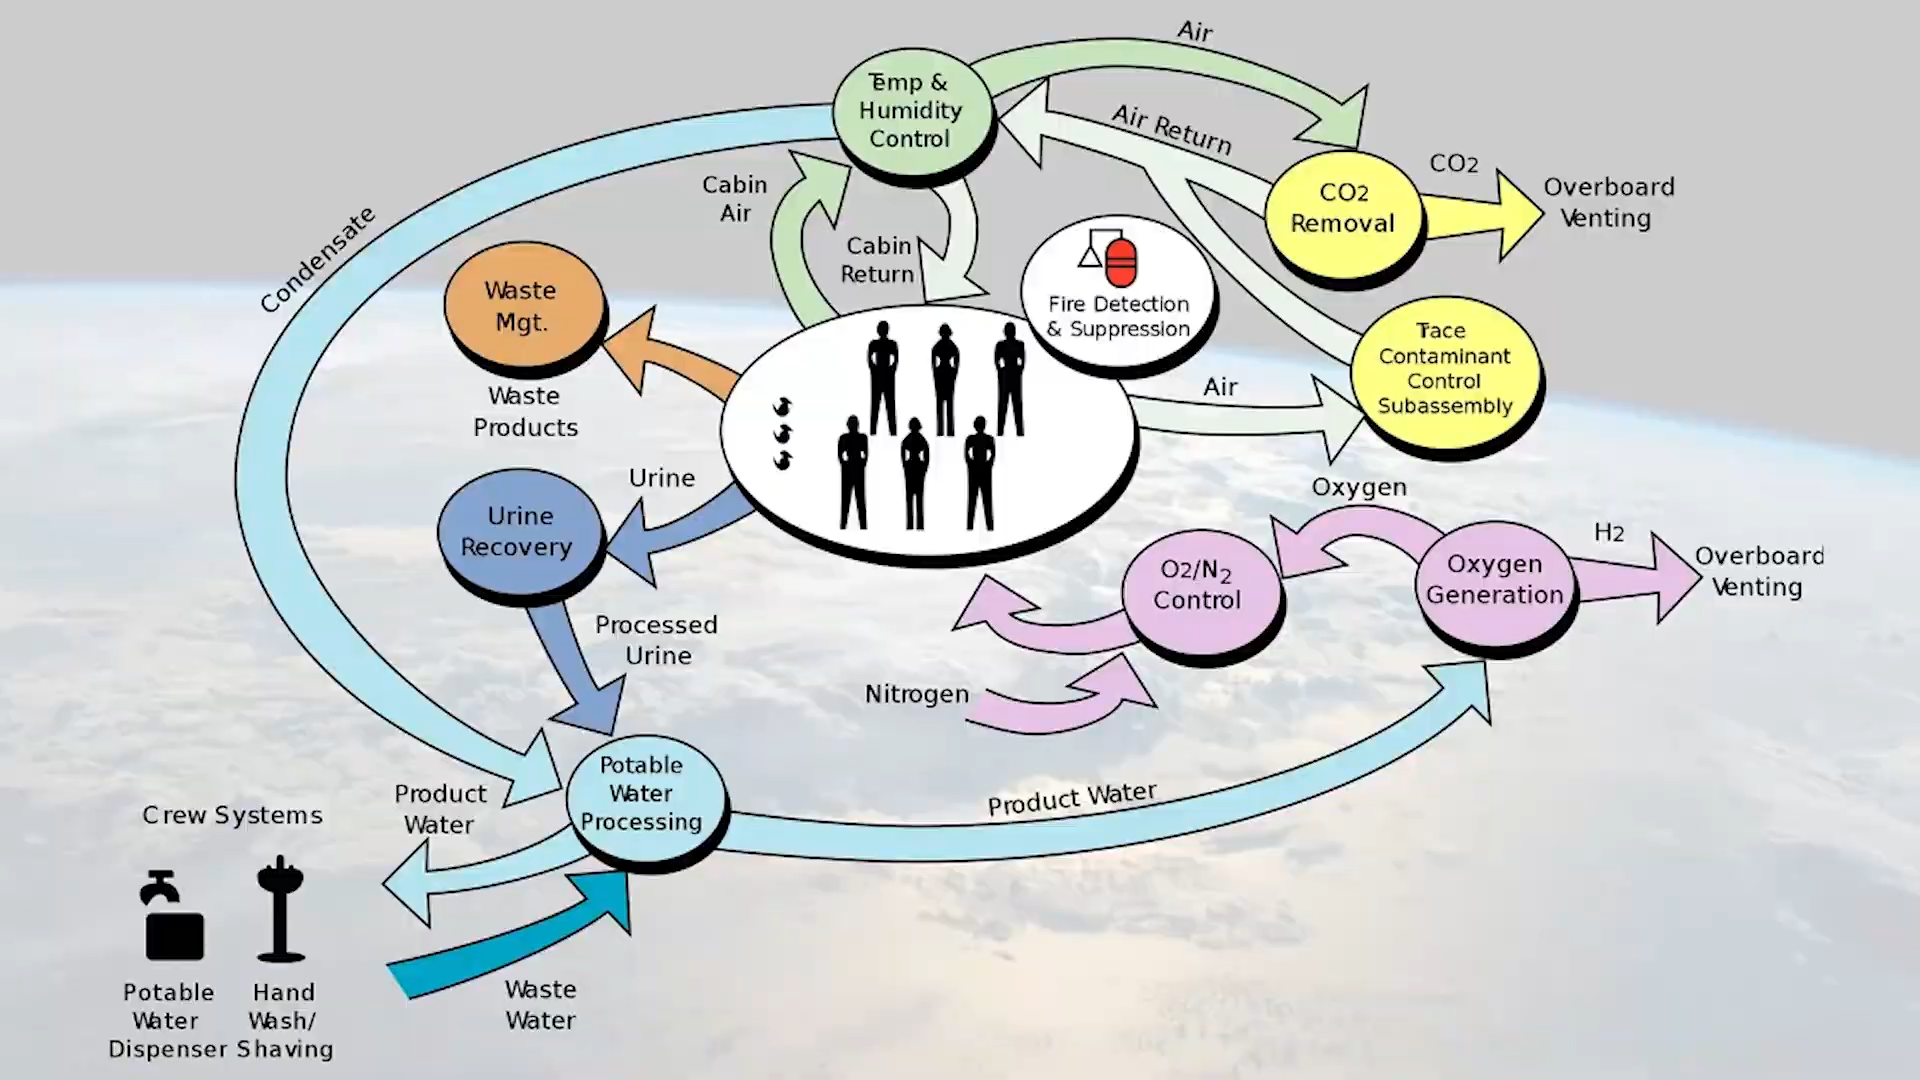 Air
Temp &
Humidity
Control
Air Return
CO2
Overboard
Venting
CO2
Removal
Cabin
Air
Cabin
Return
Condensate
Waste
Mgt.
Waste
Products
Fire Detection
& Suppression
Tace
Contaminant
Control
Subassembly
Air
Urine
Urine
Recovery
Oxygen
O2/N2
Control
Oxygen
Generation
H2
Overboard
Venting
Processed
Urine
Nitrogen
Potable
Water
Processing
Product
Water
Product Water
Crew Systems
Potable
Water
Dispenser
Hand
Wash/
Shaving
Waste
Water